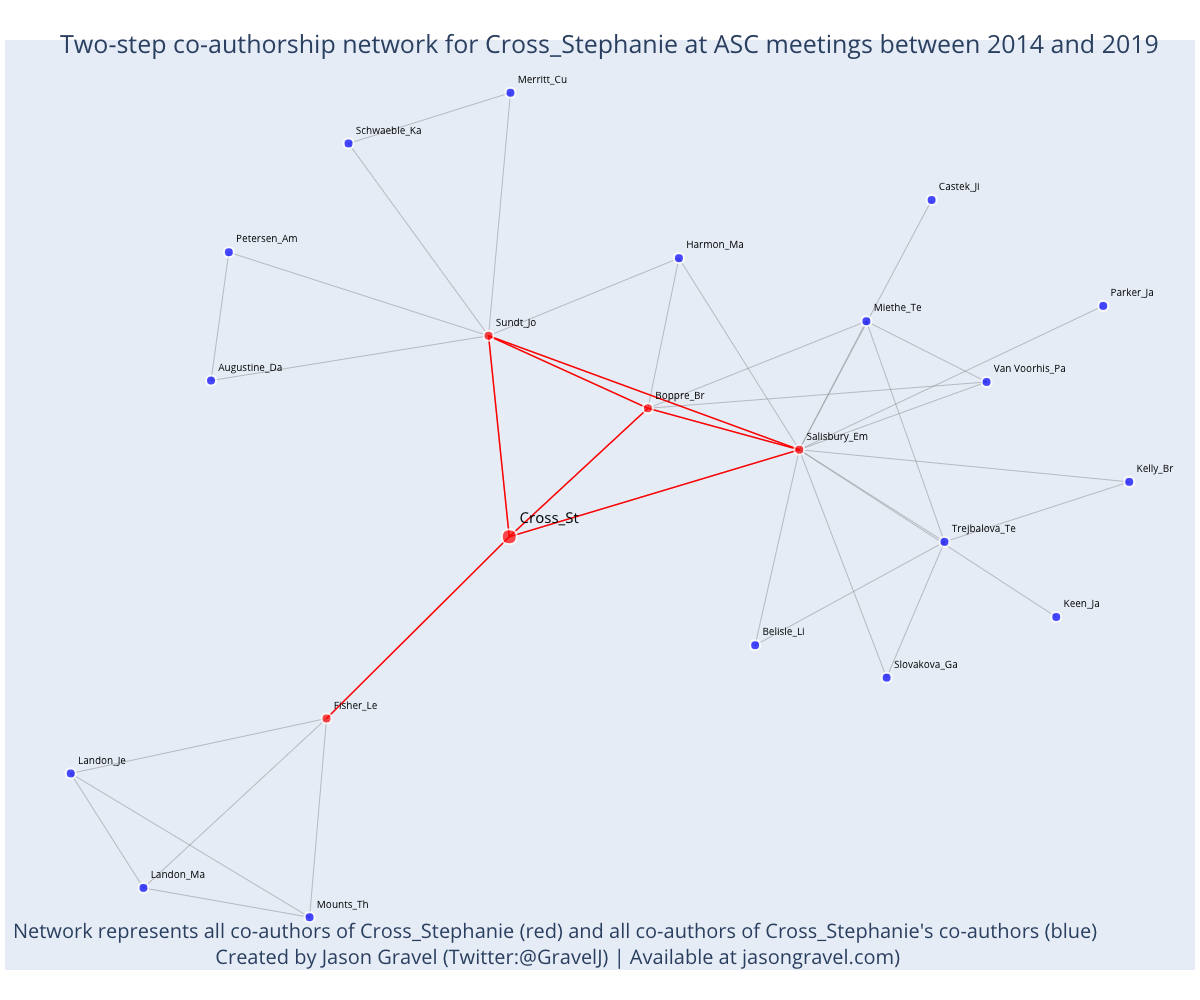 Two-step co-authorship network for Cross_Stephanie at ASC meetings between 2014 and 2019
Merritt_Cu
Schwaeble_Ka
Castek_Ji
Petersen_Am
Harmon_Ma
Parker_Ja
Miethe_Te
Sundt_Jo
Augustine_Da
Van Voorhis_Pa
Boppre_Br
Salisbury_Em
Kelly_Br
Cross_St
Trejbalova_Te
Keen_Ja
Belisle_Li
Slovakova_Ga
Fisher_Le
Landon_Je
Landon_Ma
Mounts_Th
Network represents all co-authors of Cross_Stephanie (red) and all co-authors of Cross_Stephanie's co-authors (blue)
Created by Jason Gravel (Twitter:@GravelJ) | Available at jasongravel.com)